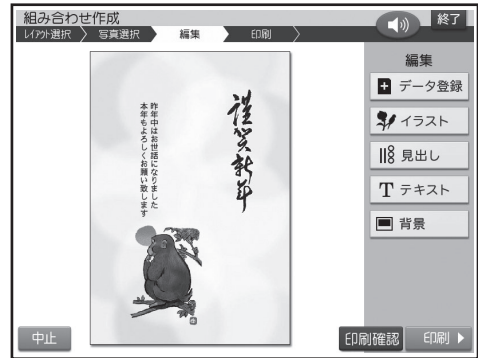 組み合わせ作成
終了
レイアウト選択
写真選択
編集
印刷
編集
データ登録
イラスト
見出し
T テキスト
背景
謹賀新年
昨年中はお世話になりました
本年もよろしくお願い致します
中止
印刷確認
印刷